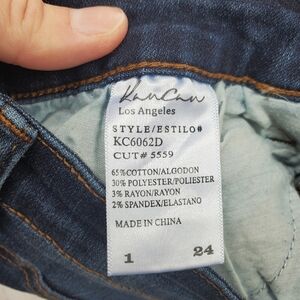 KanCan
Los Angeles
STYLE/ESTILO#
KC6062D
CUT# 5559
65%COTTON/ALGODON
30% POLYESTER/POLIESTER
3% RAYON/RAYON
2% SPANDEX/ELASTANO
MADE IN CHINA
1 24